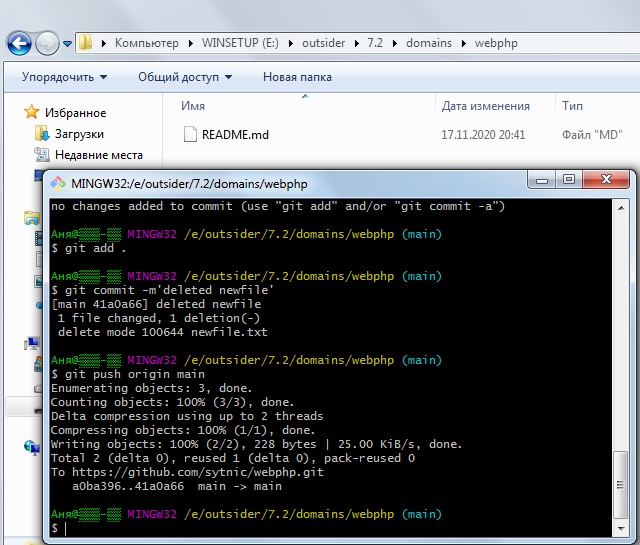 Компьютер WINSETUP (E:) outsider 7.2 domains webphp
Упорядочить Общий доступ Новая папка
Избранное
Загрузки
Недавние места
Имя Дата изменения Тип
README.md 17.11.2020 20:41 Файл "MD"
MINGW32:/e/outsider/7.2/domains/webphp
no changes added to commit (use "git add" and/or "git commit -a")
Аня@▒▒▒-▒▒ MINGW32 /e/outsider/7.2/domains/webphp (main)
$ git add .
Аня@▒▒▒-▒▒ MINGW32 /e/outsider/7.2/domains/webphp (main)
$ git commit -m'deleted newfile'
[main 41a0a66] deleted newfile
1 file changed, 1 deletion(-)
delete mode 100644 newfile.txt
Аня@▒▒▒-▒▒ MINGW32 /e/outsider/7.2/domains/webphp (main)
$ git push origin main
Enumerating objects: 3, done.
Counting objects: 100% (3/3), done.
Delta compression using up to 2 threads
Compressing objects: 100% (1/1), done.
Writing objects: 100% (2/2), 228 bytes | 25.00 KiB/s, done.
Total 2 (delta 0), reused 1 (delta 0), pack-reused 0
To https://github.com/sytnic/webphp.git
a0ba396..41a0a66 main -> main
Аня@▒▒▒-▒▒ MINGW32 /e/outsider/7.2/domains/webphp (main)
$